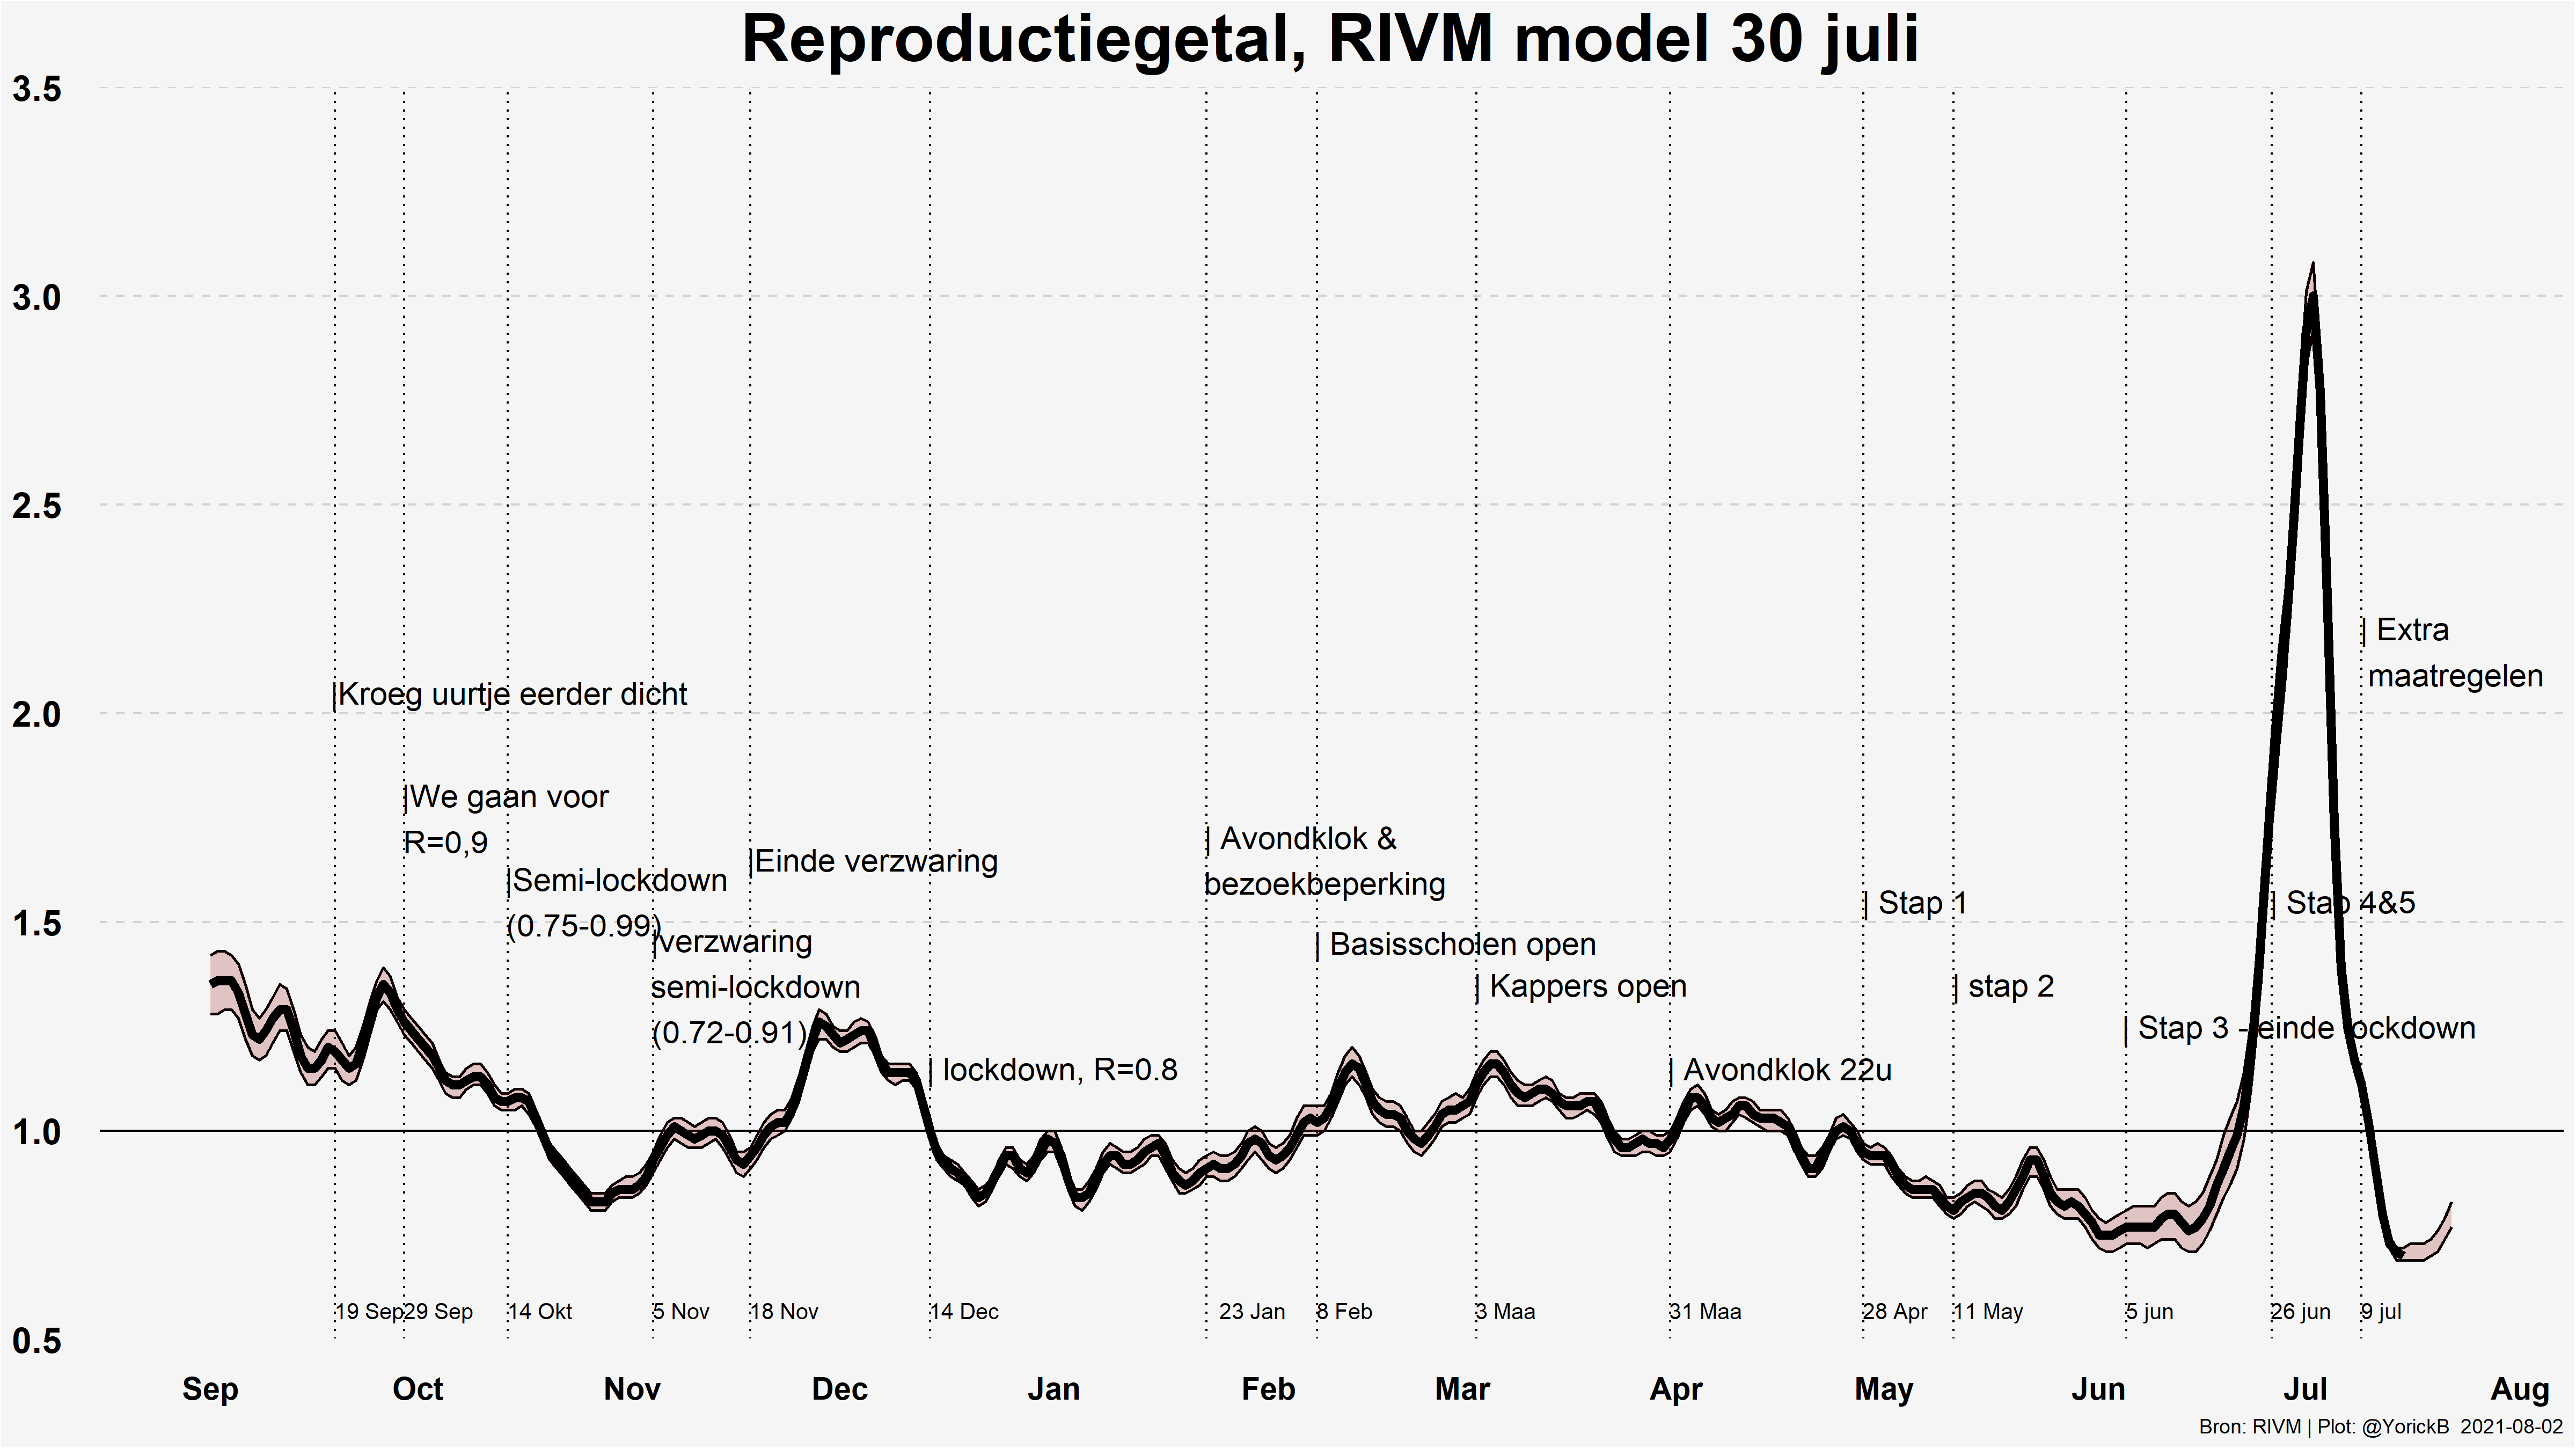 Reproductiegetal, RIVM model 30 juli
3.5
3.0
2.5
2.0
1.5
1.0
0.5
|Kroeg uurtje eerder dicht
|We gaan voor
R=0,9
|Semi-lockdown
(0.75-0.99)
|verzwaring
semi-lockdown
(0.72-0.91)
|Einde verzwaring
| lockdown, R=0.8
| Avondklok &
bezoekbeperking
| Basisscholen open
| Kappers open
| Avondklok 22u
| Stap 1
| stap 2
| Stap 3 - einde lockdown
| Stap 4&5
| Extra
maatregelen
19 Sep
29 Sep
14 Okt
5 Nov
18 Nov
14 Dec
23 Jan
8 Feb
3 Maa
31 Maa
28 Apr
11 May
5 jun
26 jun
9 jul
Sep
Oct
Nov
Dec
Jan
Feb
Mar
Apr
May
Jun
Jul
Aug
Bron: RIVM | Plot: @YorickB 2021-08-02